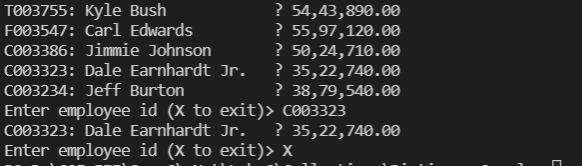 T003755: Kyle Bush ? 54,43,890.00
F003547: Carl Edwards ? 55,97,120.00
C003386: Jimmie Johnson ? 50,24,710.00
C003323: Dale Earnhardt Jr. ? 35,22,740.00
C003234: Jeff Burton ? 38,79,540.00
Enter employee id (X to exit)> C003323
C003323: Dale Earnhardt Jr. ? 35,22,740.00
Enter employee id (X to exit)> X